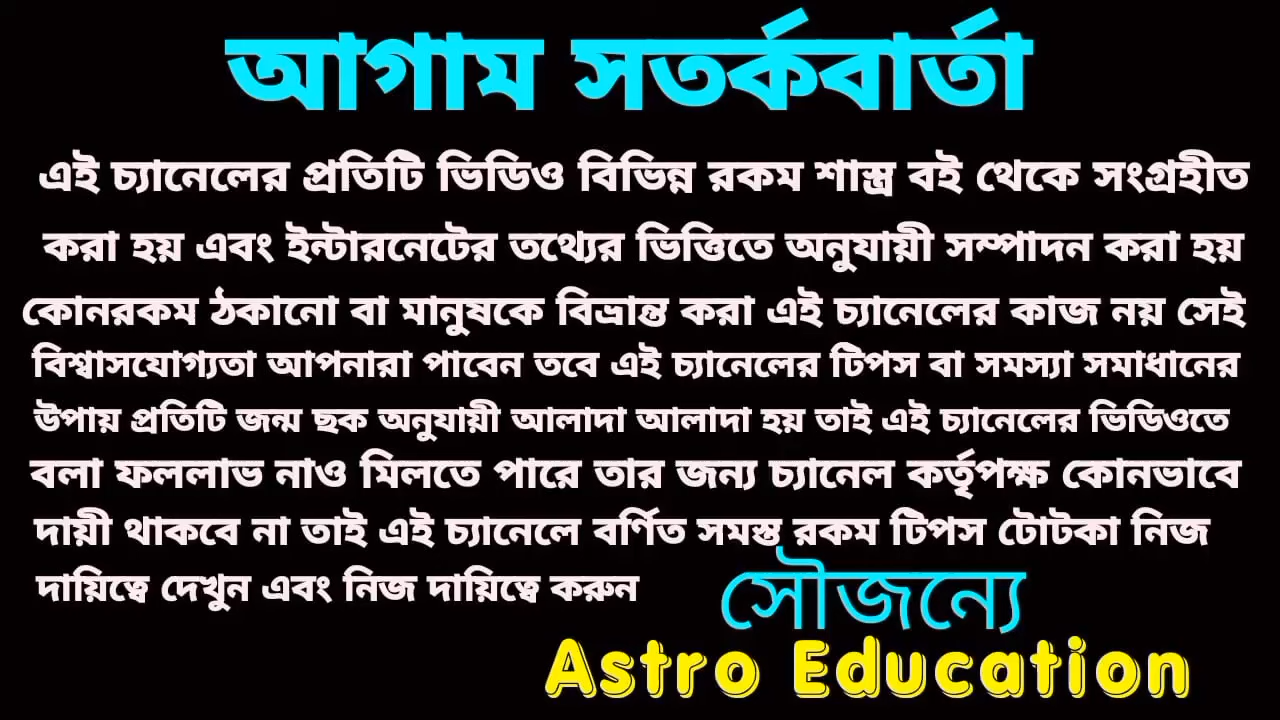 আগাম সতর্কবার্তা
এই চ্যানেলের প্রতিটি ভিডিও বিভিন্ন রকম শাস্ত্র বই থেকে সংগ্রহীত
করা হয় এবং ইন্টারনেটের তথ্যের ভিত্তিতে অনুযায়ী সম্পাদন করা হয়
কোনরকম ঠকানো বা মানুষকে বিভ্রান্ত করা এই চ্যানেলের কাজ নয় সেই
বিশ্বাসযোগ্যতা আপনারা পাবেন তবে এই চ্যানেলের টিপস বা সমস্যা সমাধানের
উপায় প্রতিটি জন্ম ছক অনুযায়ী আলাদা আলাদা হয় তাই এই চ্যানেলের ভিডিওতে
বলা ফললাভ নাও মিলতে পারে তার জন্য চ্যানেল কর্তৃপক্ষ কোনভাবে
দায়ী থাকবে না তাই এই চ্যানেলে বর্ণিত সমস্ত রকম টিপস টোটকা নিজ
দায়িত্বে দেখুন এবং নিজ দায়িত্বে করুন
সৌজন্যে
Astro Education